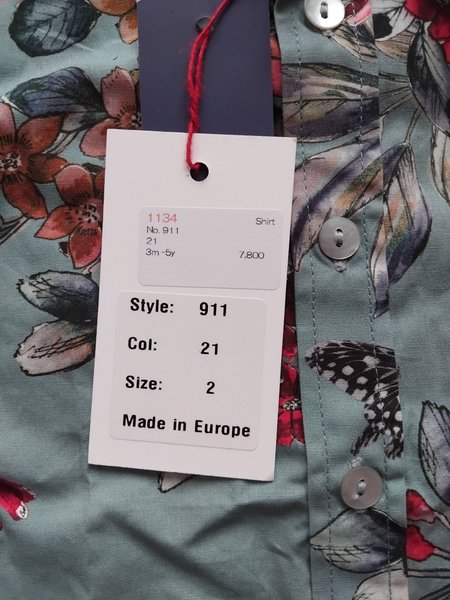 1134 Shirt
No. 911
21
3m -5y 7,800
Style: 911
Col: 21
Size: 2
Made in Europe